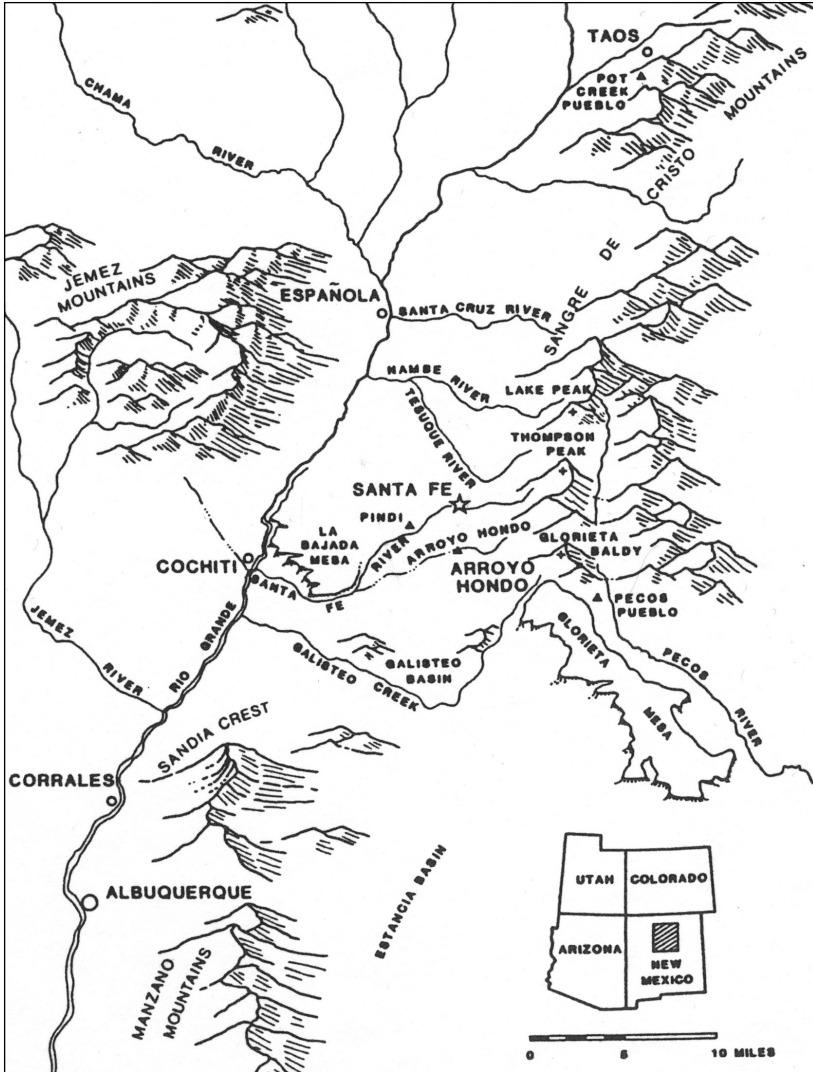 TAOS
POT
CREEK
PUEBLO
MOUNTAINS
CHAMA
RIVER
CRISTO
JEMEZ
MOUNTAINS
DE
SANGRE
ESPAÑOLA
SANTA CRUZ RIVER
NAMBE RIVER
LAKE PEAK
TESUQUE RIVER
THOMPSON
PEAK
SANTA FE
PINDI
LA
BAJADA
MESA
RIVER
ARROYO HONDO
GLORIETA
BALDY
COCHITI
SANTA
FE
ARROYO
HONDO
PECOS
PUEBLO
JEMEZ
RIVER
RIO GRANDE
GALISTEO CREEK
GALISTEO
BASIN
GLORIETA
MESA
PECOS
RIVER
SANDIA CREST
CORRALES
ALBUQUERQUE
ESTANCIA BASIN
MANZANO
MOUNTAINS
UTAH
COLORADO
ARIZONA
NEW
MEXICO
0 5 10 MILES